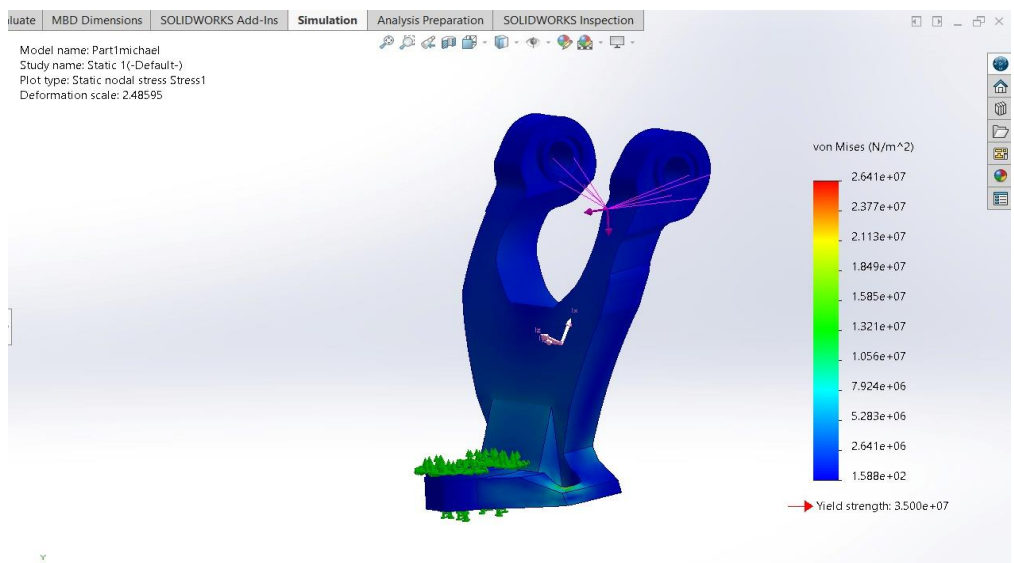 luate MBD Dimensions SOLIDWORKS Add-Ins Simulation Analysis Preparation SOLIDWORKS Inspection
Model name: Part1michael
Study name: Static 1(-Default-)
Plot type: Static nodal stress Stress1
Deformation scale: 2.48595
von Mises (N/m^2)
2.641e+07
2.377e+07
2.113e+07
1.849e+07
1.585e+07
1.321e+07
1.056e+07
7.924e+06
5.283e+06
2.641e+06
1.588e+02
Yield strength: 3.500e+07
Y